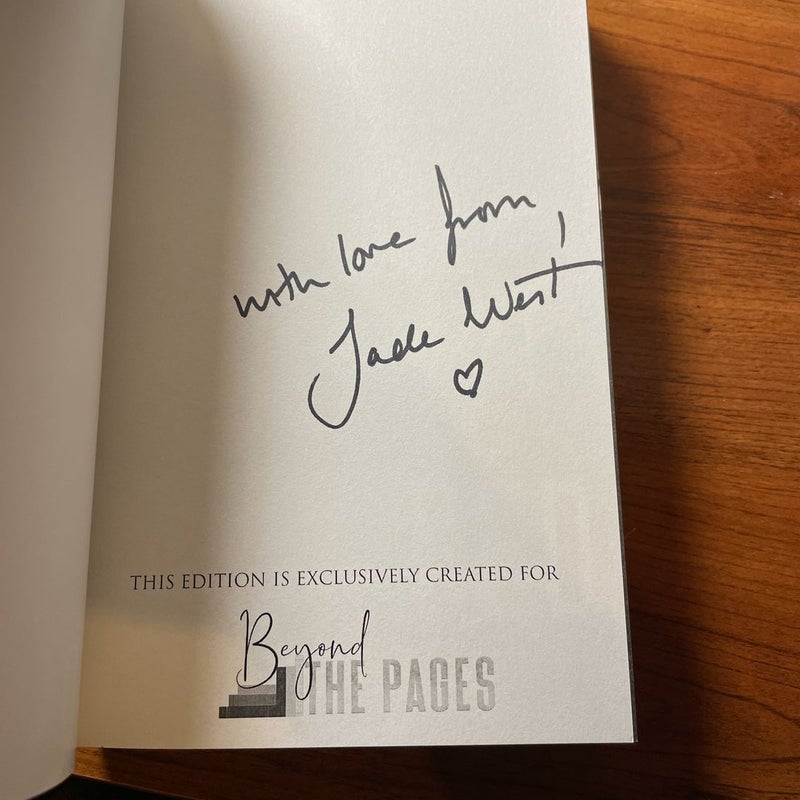 with love from,
Jade West
♡
THIS EDITION IS EXCLUSIVELY CREATED FOR
Beyond
THE PAGES